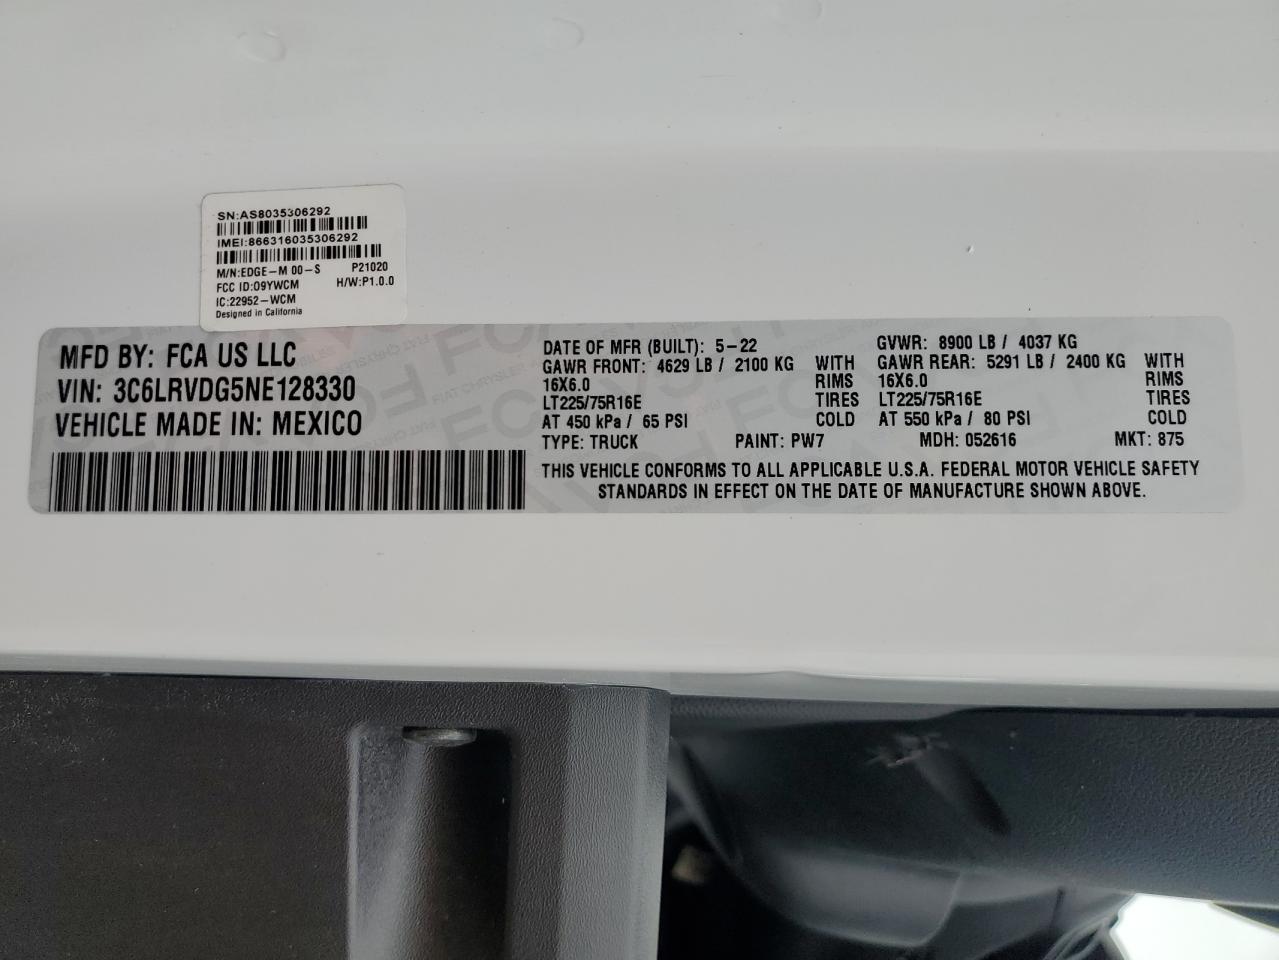 SN:AS8035306292
IMEI:866316035306292
M/N:EDGE-M 00-S P21020
FCC ID:09YWCM H/W:P1.0.0
IC:22952-WCM
Designed in California
MFD BY: FCA US LLC
VIN: 3C6LRVDG5NE128330
VEHICLE MADE IN: MEXICO
DATE OF MFR (BUILT): 5-22 GVWR: 8900 LB / 4037 KG
GAWR FRONT: 4629 LB / 2100 KG WITH GAWR REAR: 5291 LB / 2400 KG WITH
16X6.0 RIMS 16X6.0 RIMS
LT225/75R16E TIRES LT225/75R16E TIRES
AT 450 kPa / 65 PSI COLD AT 550 kPa / 80 PSI COLD
TYPE: TRUCK PAINT: PW7 MDH: 052616 MKT: 875
THIS VEHICLE CONFORMS TO ALL APPLICABLE U.S.A. FEDERAL MOTOR VEHICLE SAFETY
STANDARDS IN EFFECT ON THE DATE OF MANUFACTURE SHOWN ABOVE.